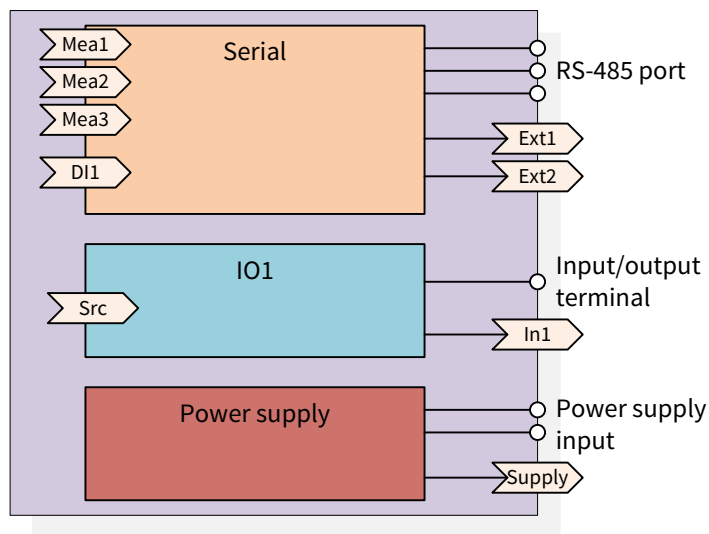 Mea1
Serial
Mea2
RS-485 port
Mea3
Ext1
DI1
Ext2
IO1
Input/output
terminal
Src
In1
Power supply
Power supply
input
Supply